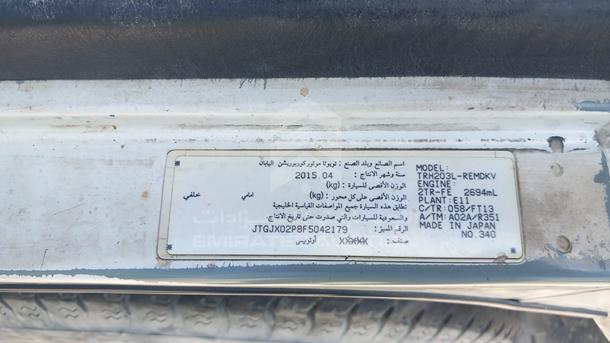 اسم الصانع وبلد الصنع : تويوتا موتور كوربوريشن اليابان
سنة وشهر الانتاج : 2015.04
الوزن الأقصى للسيارة : (kg)
الوزن الأقصى على كل محور : (kg) امامي خلفي
تطابق هذه السيارة جميع المواصفات القياسية الخليجية
والسعودية للسيارات والتي صدرت حتى تاريخ الانتاج
الرقم المميز : JTGJX02P8F5042179
صنف : اوتوبيس
MODEL:
TRH203L-REMDKV
ENGINE:
2TR-FE 2694mL
PLANT: E11
C/TR: 058/FT13
A/TM: A02A/R351
MADE IN JAPAN
NO. 340